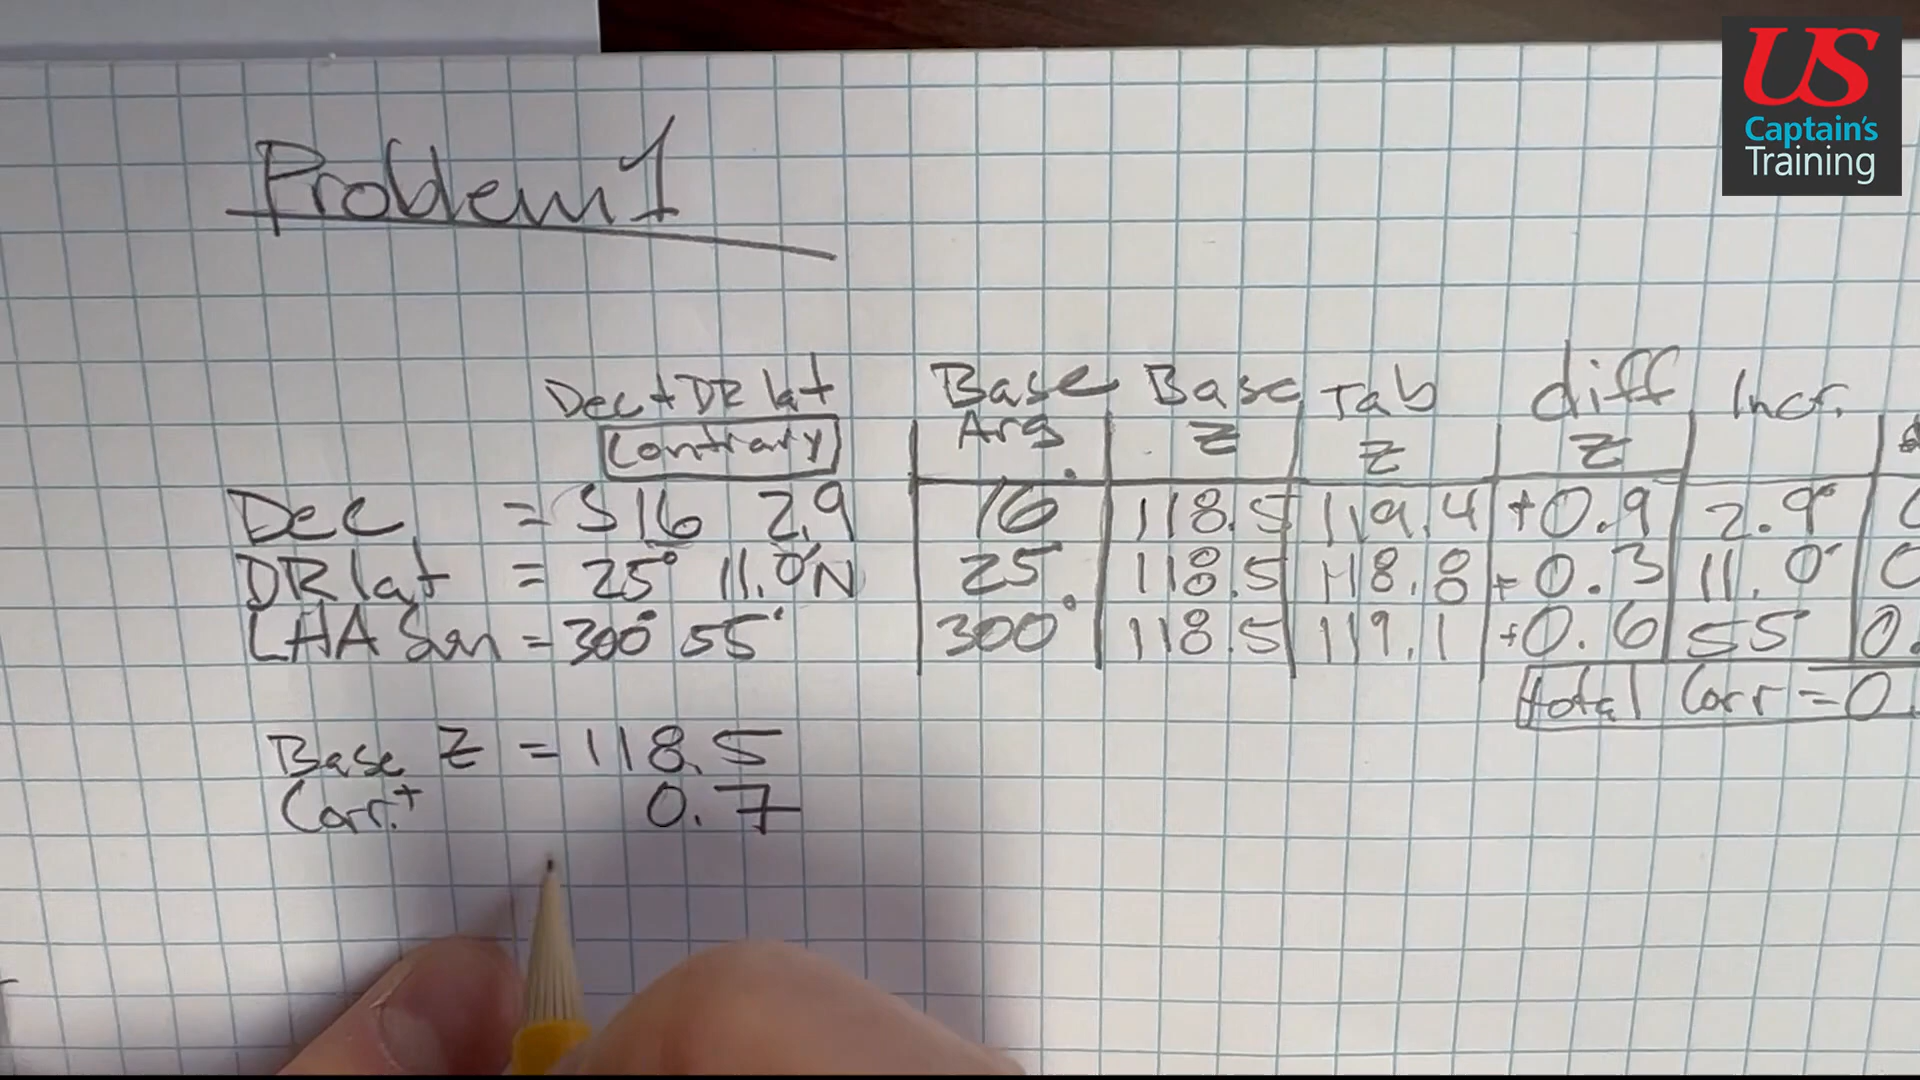 US
Captain's
Training
Problem 1
Dec + DR lat
Contrary
Base Arg. Base Z Tab Z diff Z Incr.
Dec = S 16 2.9 16 118.5 119.4 +0.9 2.9'
DR lat = 25° 11.0'N 25 118.5 118.8 +0.3 11.0'
LHA Sun = 300° 55' 300° 118.5 119.1 +0.6 55'
total Corr = 0.
Base Z = 118.5
Corr.+ 0.7